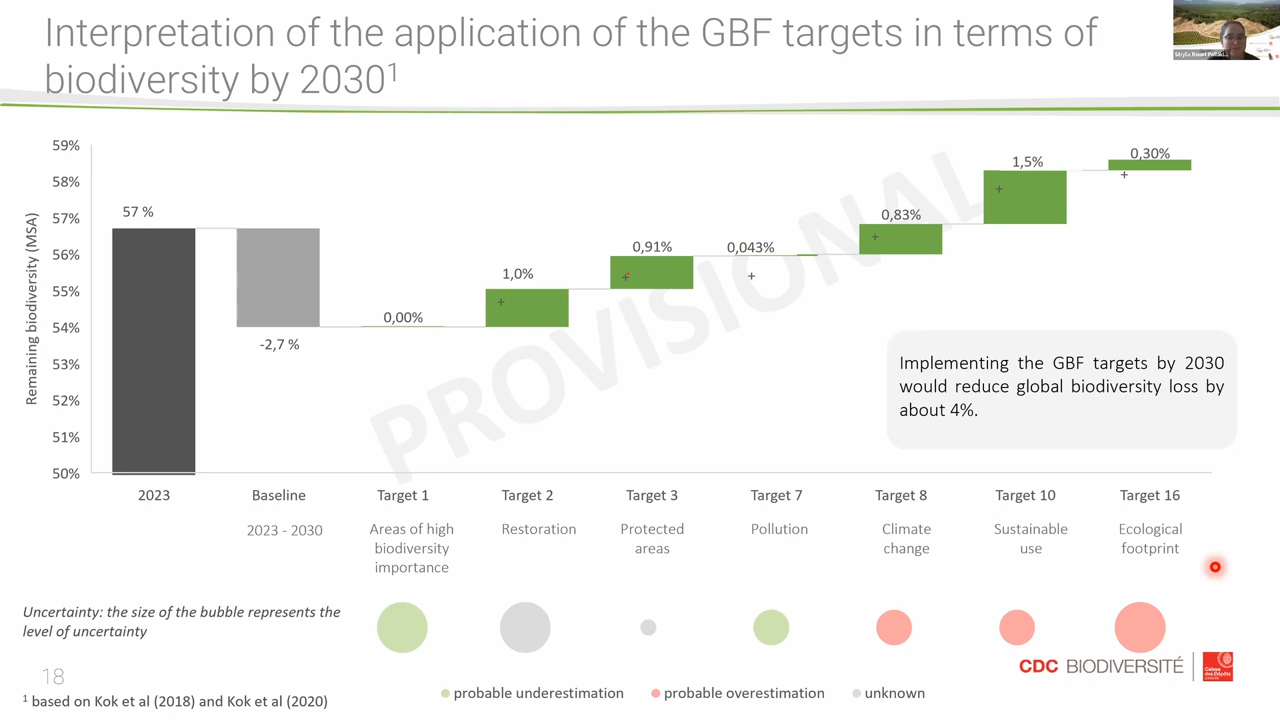 Interpretation of the application of the GBF targets in terms of
biodiversity by 2030¹
59%
58%
57%
56%
55%
54%
53%
52%
51%
50%
Remaining biodiversity (MSA)
57 %
-2,7 %
0,00%
1,0%
0,91%
0,043%
0,83%
1,5%
0,30%
PROVISIONAL
Implementing the GBF targets by 2030
would reduce global biodiversity loss by
about 4%.
2023
Baseline
Target 1
Target 2
Target 3
Target 7
Target 8
Target 10
Target 16
2023 - 2030
Areas of high
biodiversity
importance
Restoration
Protected
areas
Pollution
Climate
change
Sustainable
use
Ecological
footprint
Uncertainty: the size of the bubble represents the
level of uncertainty
18
CDC BIODIVERSITÉ
¹ based on Kok et al (2018) and Kok et al (2020)
probable underestimation
probable overestimation
unknown